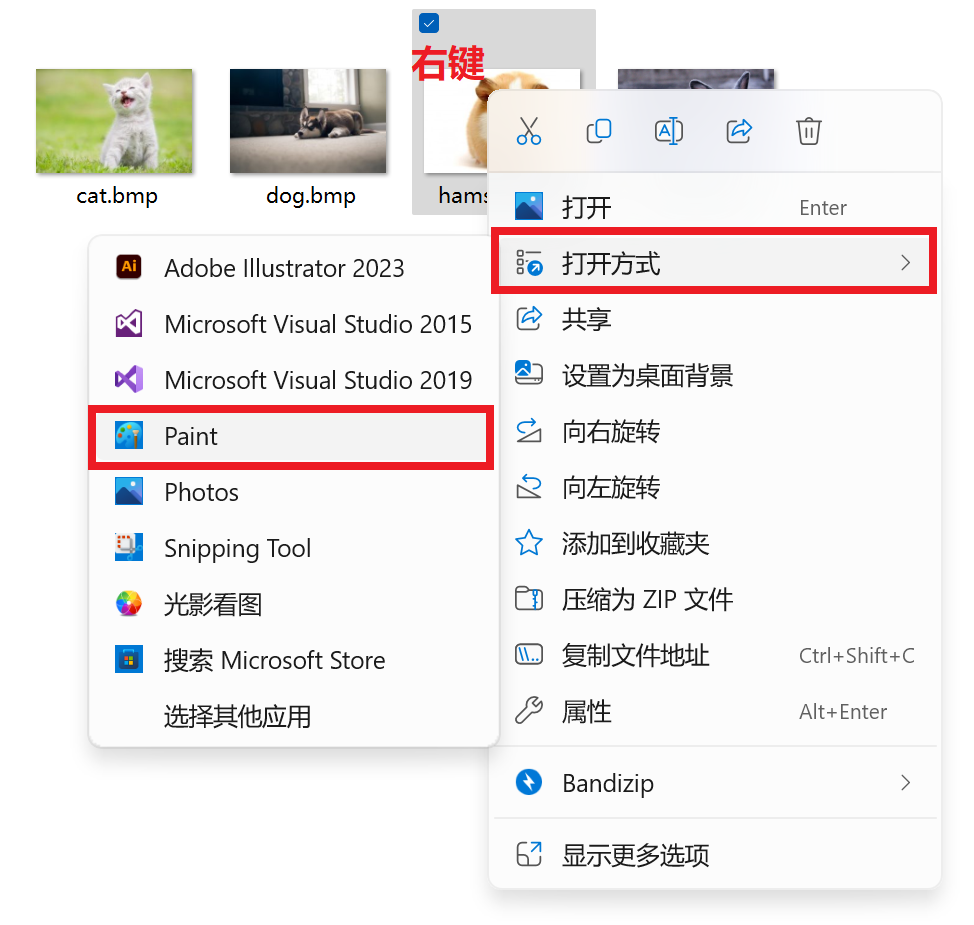 右键
cat.bmp
dog.bmp
hams
打开 Enter
打开方式
共享
设置为桌面背景
向右旋转
向左旋转
添加到收藏夹
压缩为 ZIP 文件
复制文件地址 Ctrl+Shift+C
属性 Alt+Enter
Bandizip
显示更多选项
Ai Adobe Illustrator 2023
Microsoft Visual Studio 2015
Microsoft Visual Studio 2019
Paint
Photos
Snipping Tool
光影看图
搜索 Microsoft Store
选择其他应用